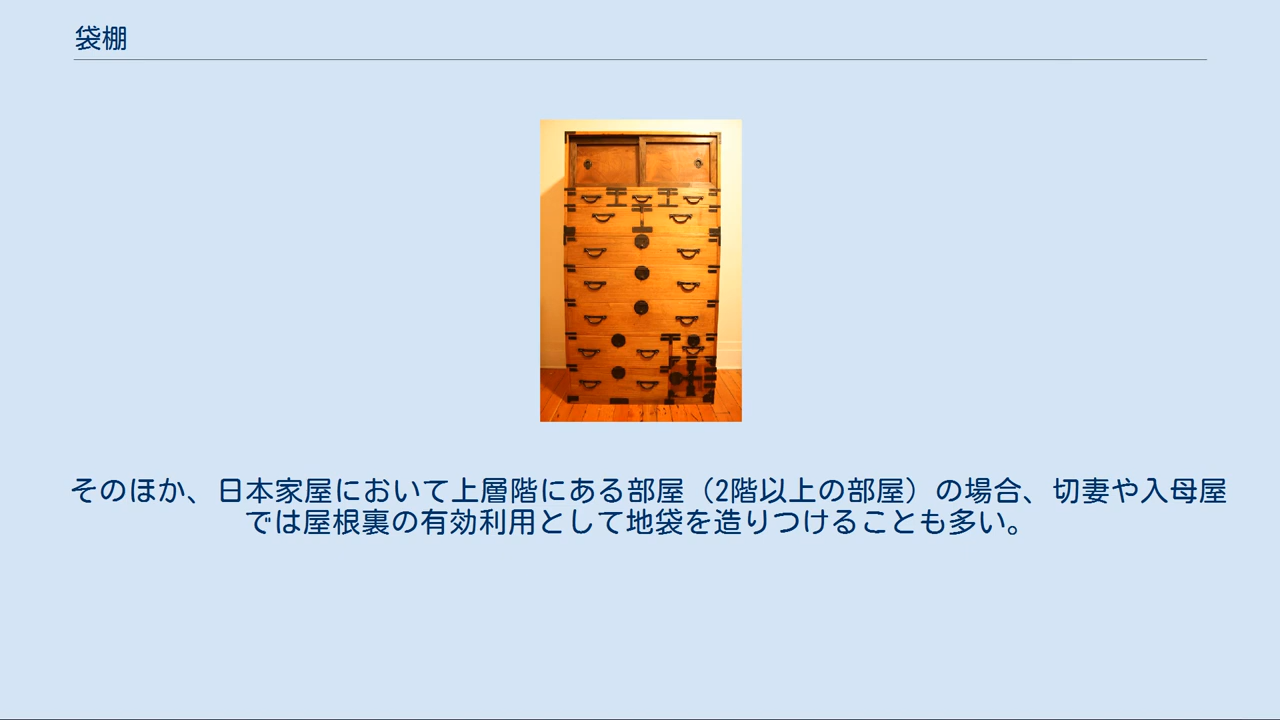 袋棚
そのほか、日本家屋において上層階にある部屋（2階以上の部屋）の場合、切妻や入母屋
では屋根裏の有効利用として地袋を造りつけることも多い。